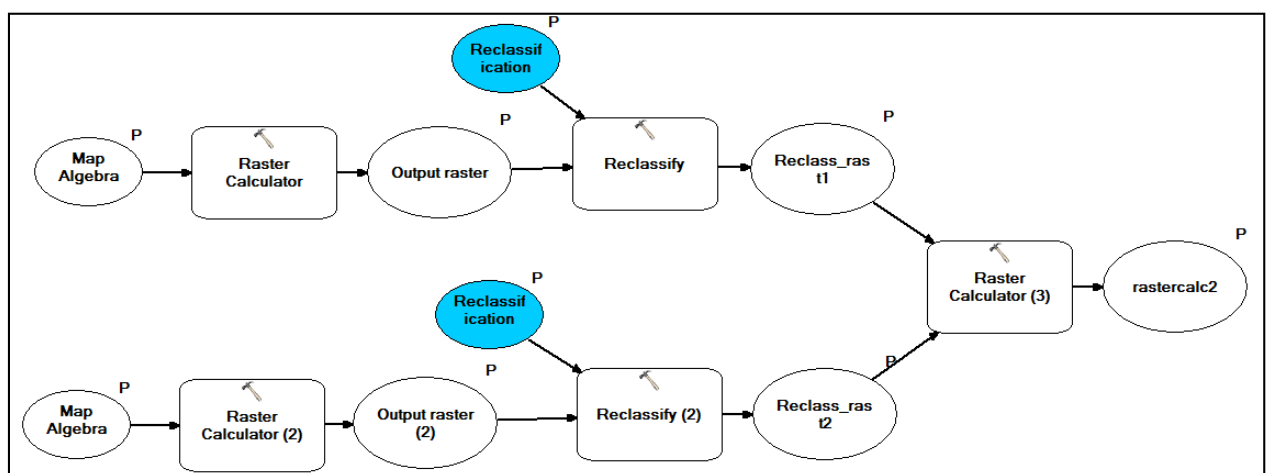 P
Reclassif
ication
P
Map
Algebra
Raster
Calculator
P
Output raster
Reclassify
P
Reclass_ras
t1
P
Reclassif
ication
Raster
Calculator (3)
P
rastercalc2
P
Map
Algebra
Raster
Calculator (2)
P
Output raster
(2)
Reclassify (2)
P
Reclass_ras
t2